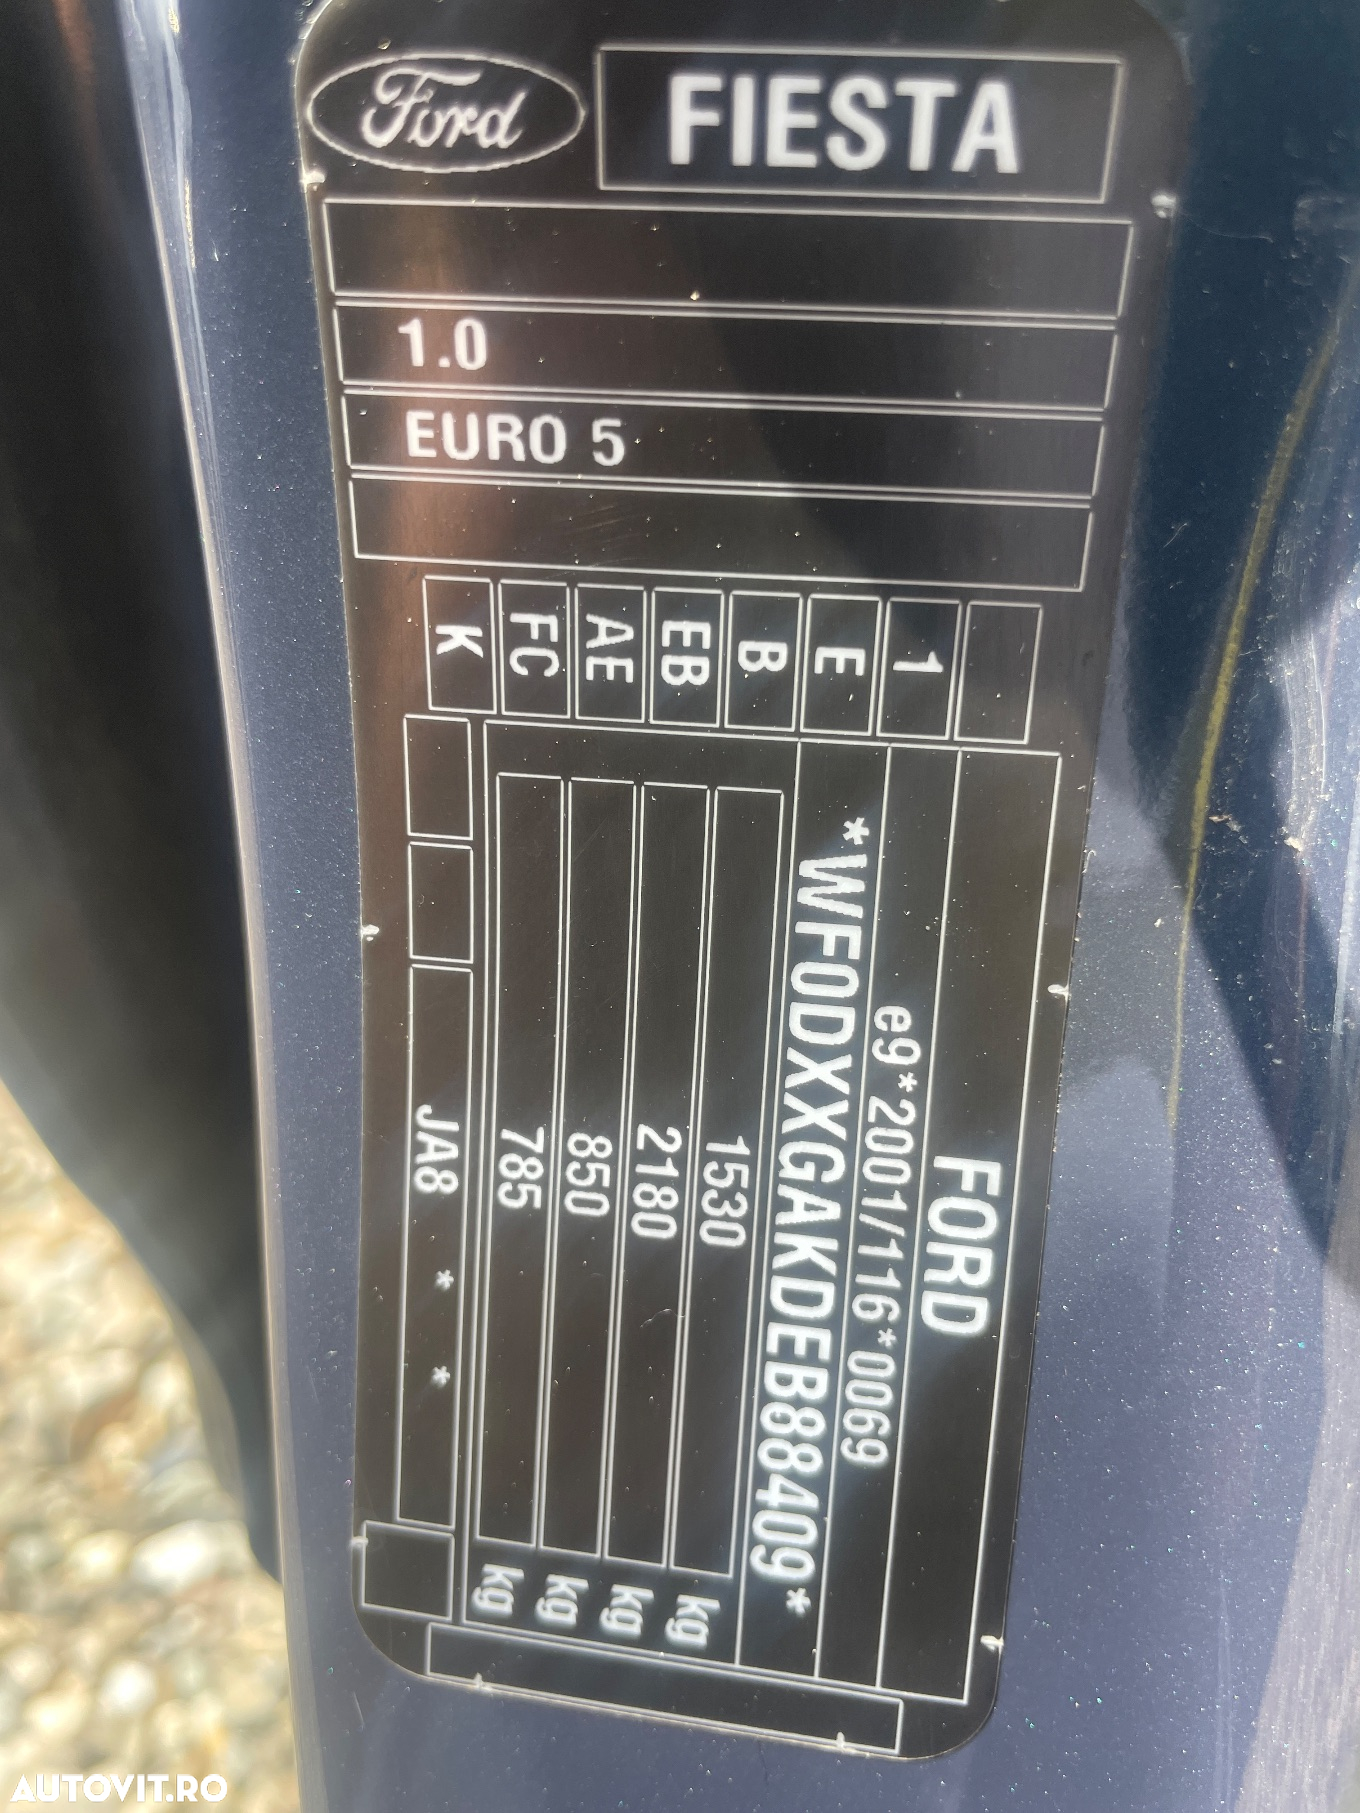 Ford
FIESTA
1.0
EURO 5
1 E B EB AE FC K
FORD
e9*2001/116*0069
*WF0DXXGAKDEB88409*
1530 kg
2180 kg
850 kg
785 kg
JA8 * *
AUTOVIT.RO